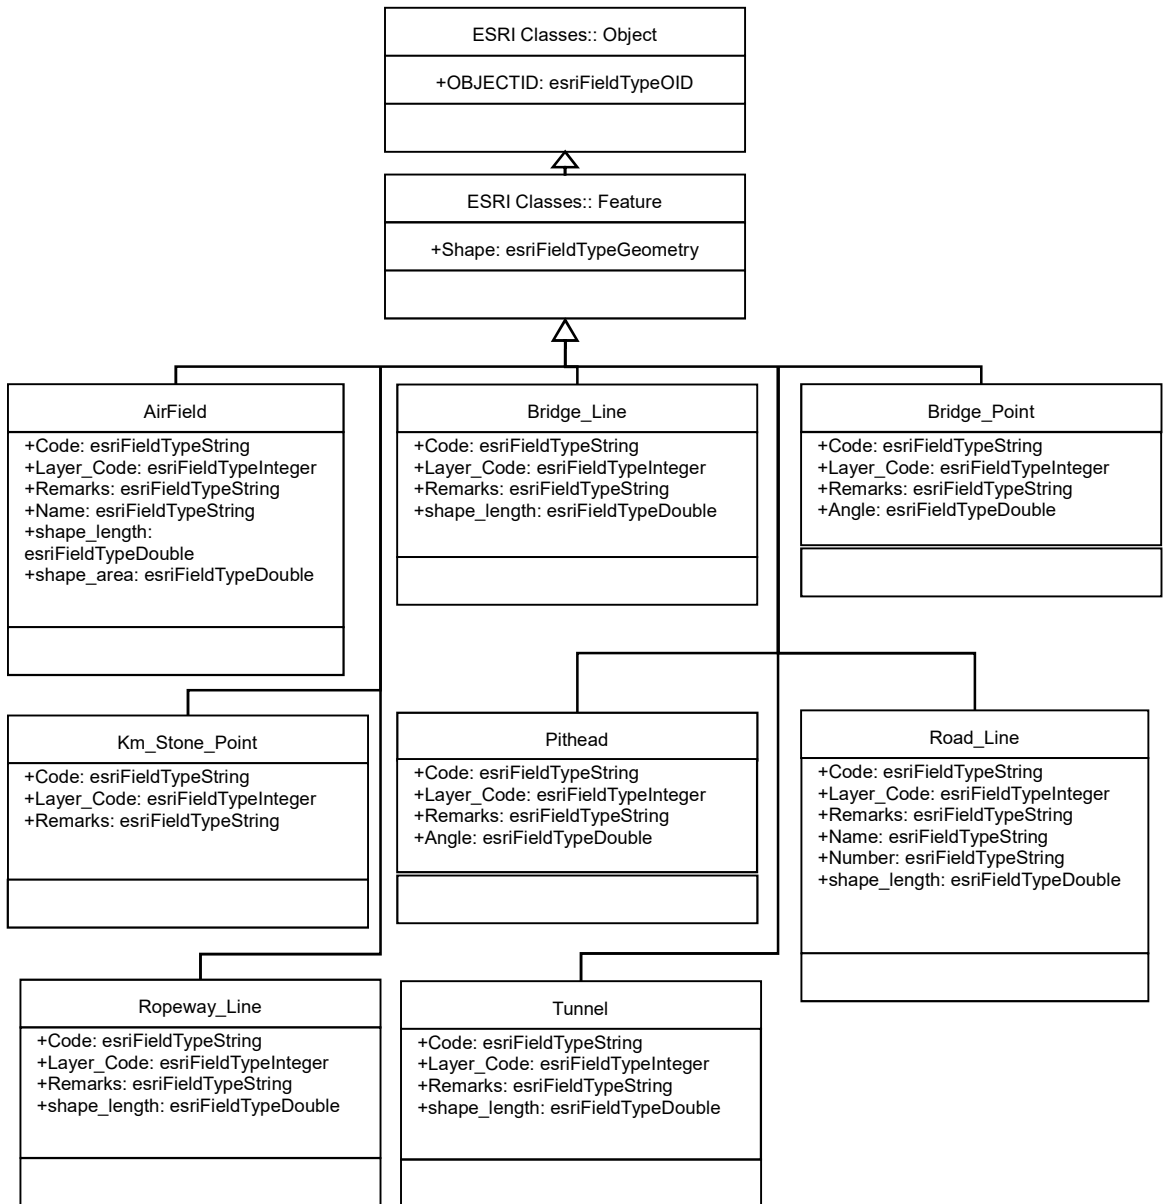 ESRI Classes:: Object
+OBJECTID: esriFieldTypeOID
ESRI Classes:: Feature
+Shape: esriFieldTypeGeometry
AirField
+Code: esriFieldTypeString
+Layer_Code: esriFieldTypeInteger
+Remarks: esriFieldTypeString
+Name: esriFieldTypeString
+shape_length:
esriFieldTypeDouble
+shape_area: esriFieldTypeDouble
Bridge_Line
+Code: esriFieldTypeString
+Layer_Code: esriFieldTypeInteger
+Remarks: esriFieldTypeString
+shape_length: esriFieldTypeDouble
Bridge_Point
+Code: esriFieldTypeString
+Layer_Code: esriFieldTypeInteger
+Remarks: esriFieldTypeString
+Angle: esriFieldTypeDouble
Km_Stone_Point
+Code: esriFieldTypeString
+Layer_Code: esriFieldTypeInteger
+Remarks: esriFieldTypeString
Pithead
+Code: esriFieldTypeString
+Layer_Code: esriFieldTypeInteger
+Remarks: esriFieldTypeString
+Angle: esriFieldTypeDouble
Road_Line
+Code: esriFieldTypeString
+Layer_Code: esriFieldTypeInteger
+Remarks: esriFieldTypeString
+Name: esriFieldTypeString
+Number: esriFieldTypeString
+shape_length: esriFieldTypeDouble
Ropeway_Line
+Code: esriFieldTypeString
+Layer_Code: esriFieldTypeInteger
+Remarks: esriFieldTypeString
+shape_length: esriFieldTypeDouble
Tunnel
+Code: esriFieldTypeString
+Layer_Code: esriFieldTypeInteger
+Remarks: esriFieldTypeString
+shape_length: esriFieldTypeDouble